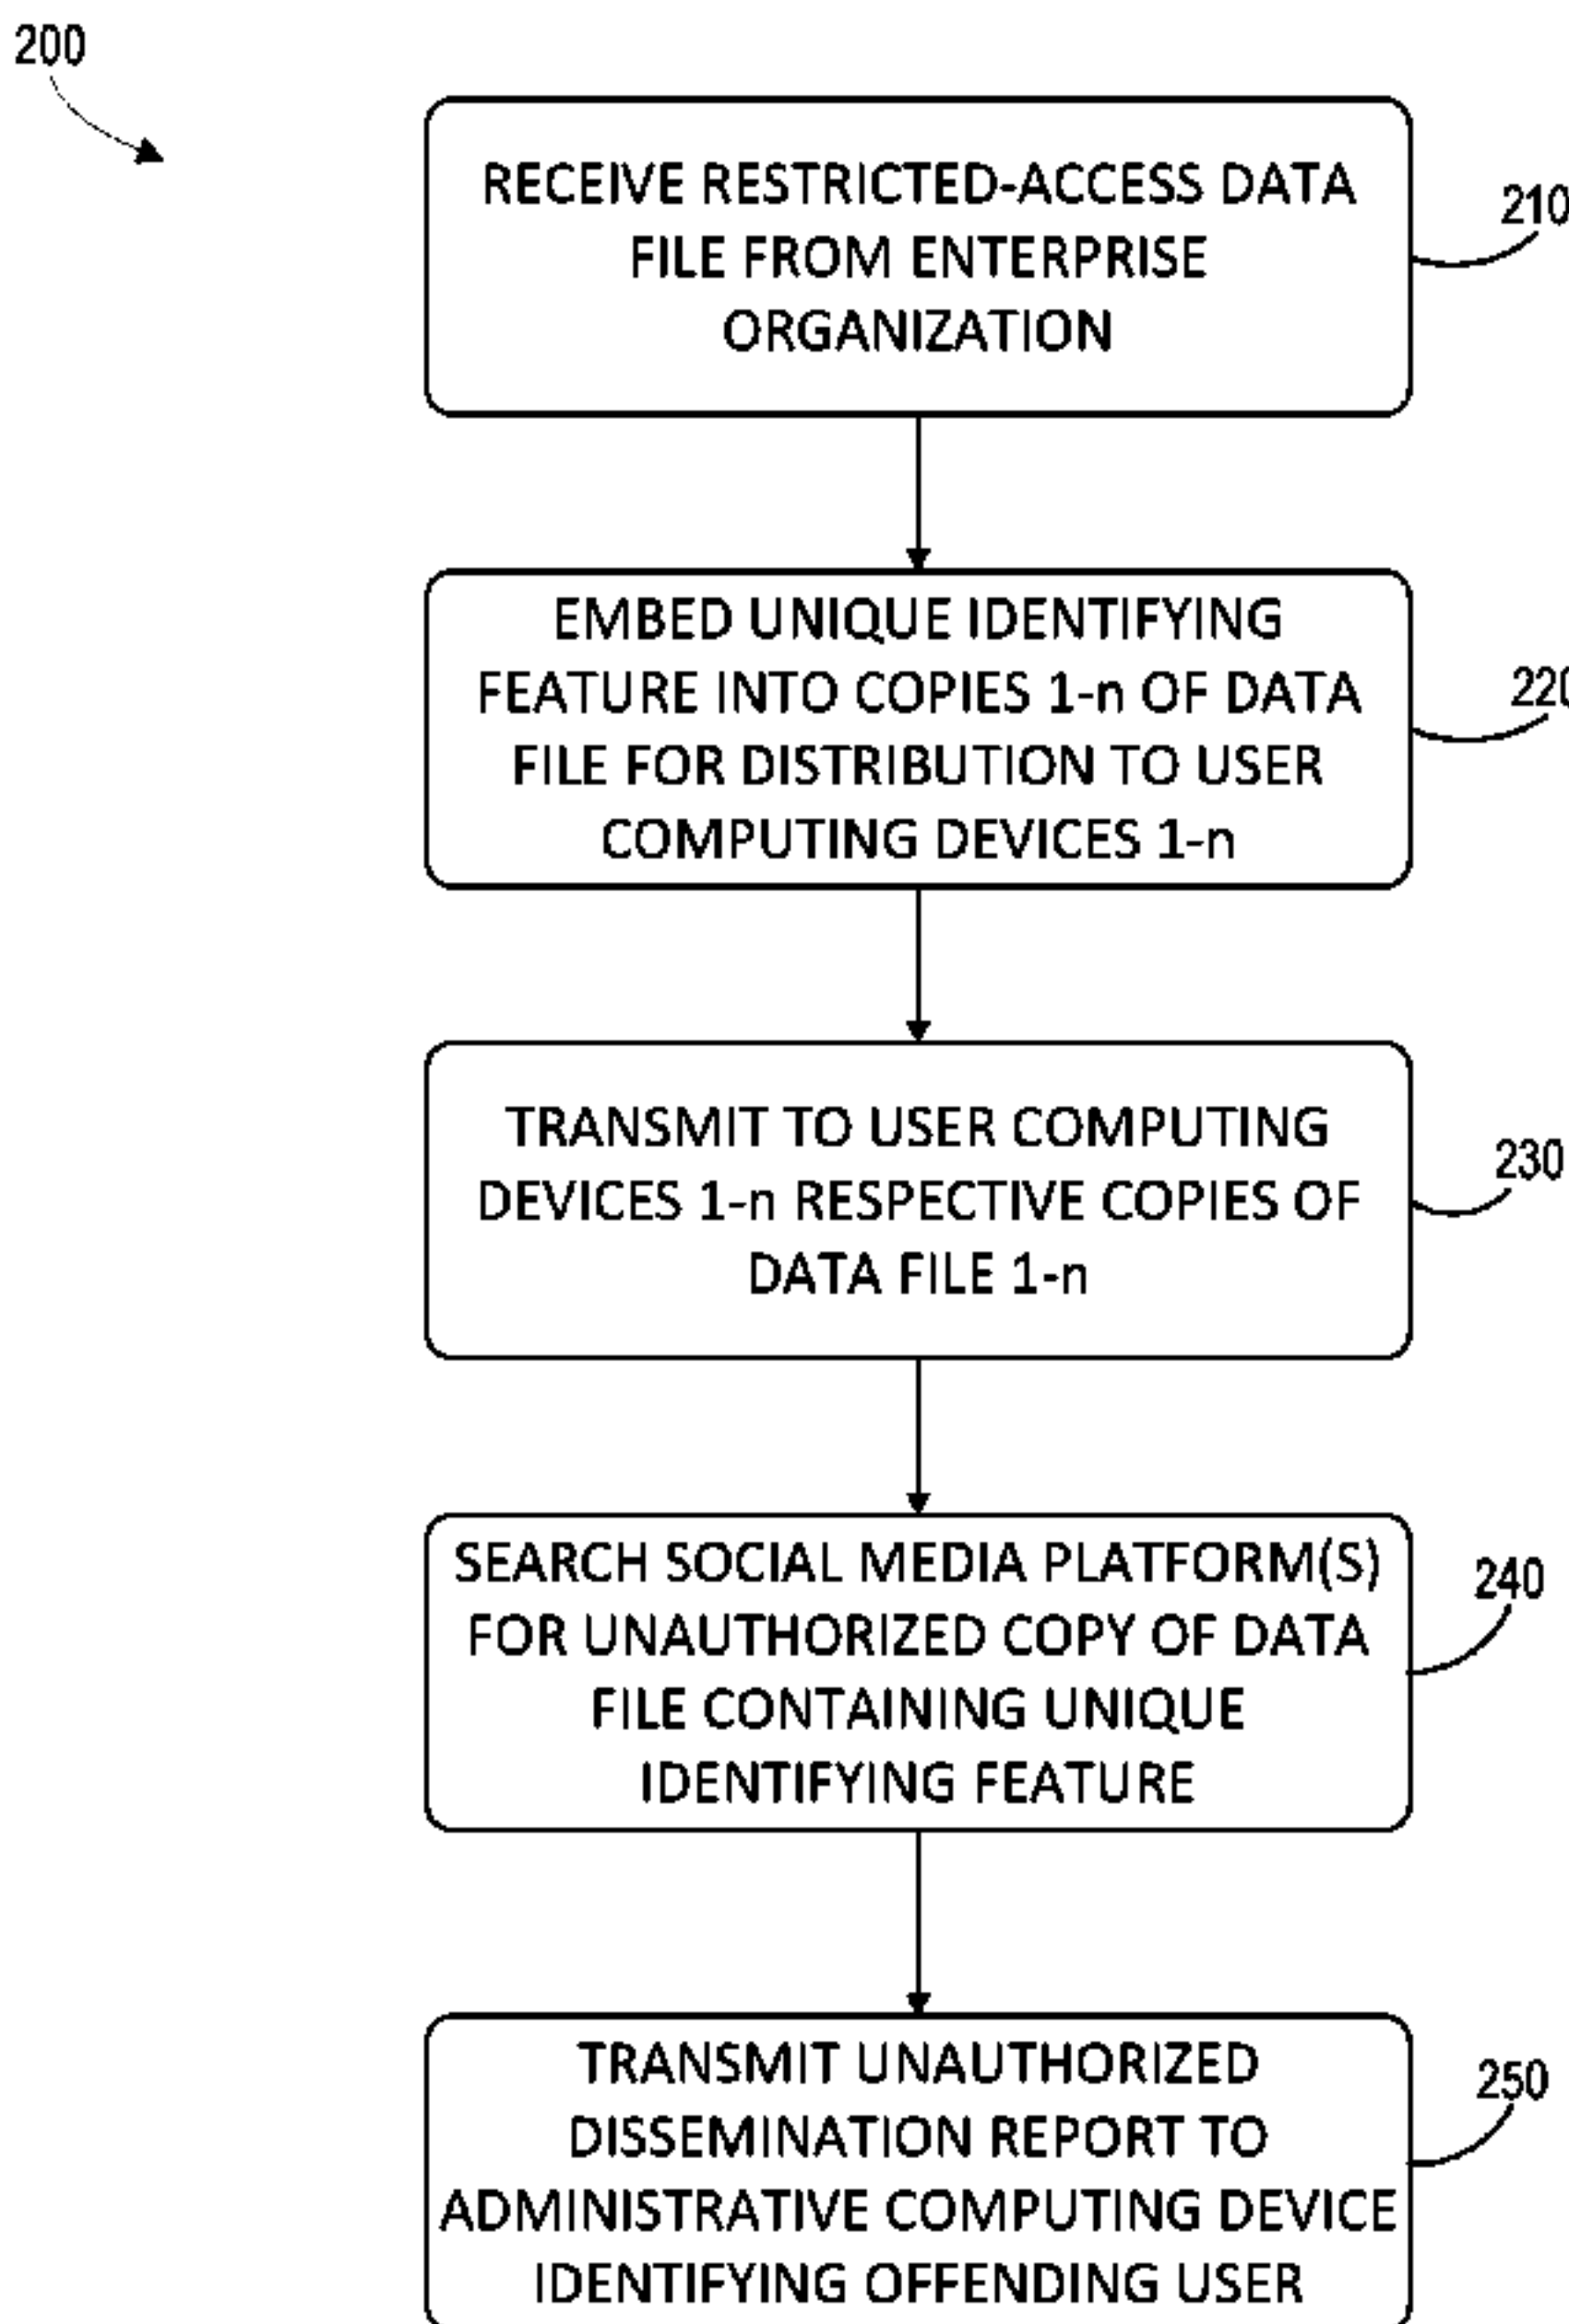 200
RECEIVE RESTRICTED-ACCESS DATA
FILE FROM ENTERPRISE
ORGANIZATION
210
EMBED UNIQUE IDENTIFYING
FEATURE INTO COPIES 1-n OF DATA
FILE FOR DISTRIBUTION TO USER
COMPUTING DEVICES 1-n
220
TRANSMIT TO USER COMPUTING
DEVICES 1-n RESPECTIVE COPIES OF
DATA FILE 1-n
230
SEARCH SOCIAL MEDIA PLATFORM(S)
FOR UNAUTHORIZED COPY OF DATA
FILE CONTAINING UNIQUE
IDENTIFYING FEATURE
240
TRANSMIT UNAUTHORIZED
DISSEMINATION REPORT TO
ADMINISTRATIVE COMPUTING DEVICE
IDENTIFYING OFFENDING USER
250